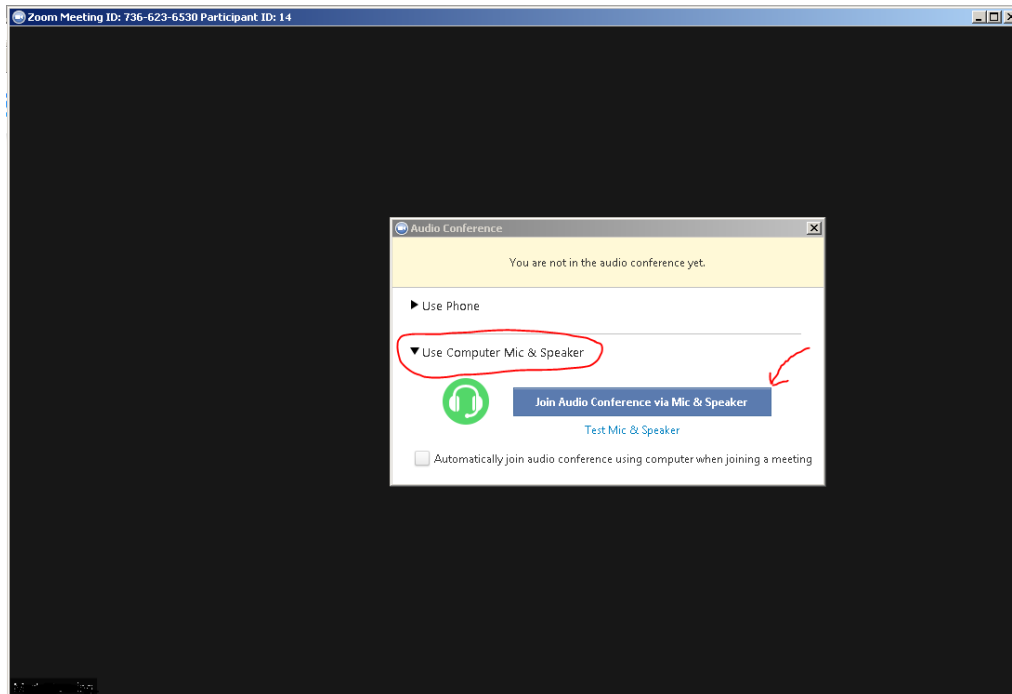 Zoom Meeting ID: 736-623-6530 Participant ID: 14
Audio Conference
You are not in the audio conference yet.
Use Phone
Use Computer Mic & Speaker
Join Audio Conference via Mic & Speaker
Test Mic & Speaker
Automatically join audio conference using computer when joining a meeting